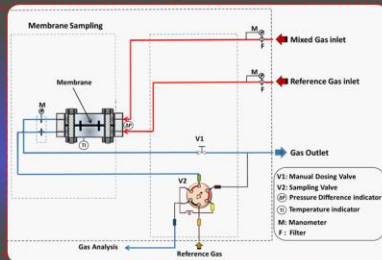 Membrane Sampling
M
F
Mixed Gas inlet
M
F
Reference Gas inlet
Membrane
M
ΔP
TI
V1
Gas Outlet
V2
Gas Analysis
Reference Gas
V1: Manual Dosing Valve
V2: Sampling Valve
ΔP Pressure Difference indicator
TI Temperature indicator
M: Manometer
F : Filter